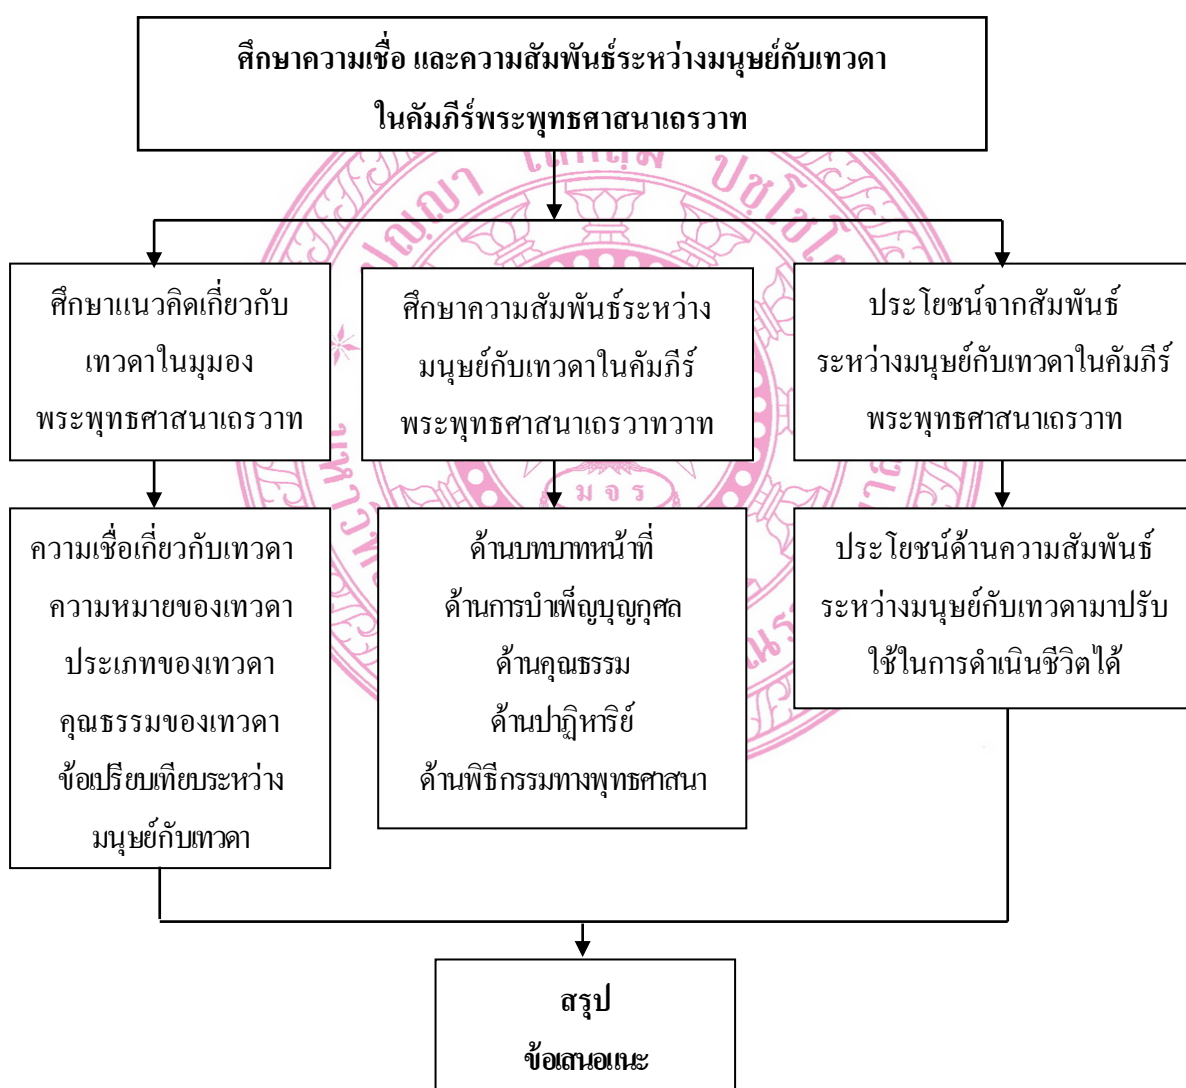 ศึกษาความเชื่อ และความสัมพันธ์ระหว่างมนุษย์กับเทวดา
ในคัมภีร์พระพุทธศาสนาเถรวาท
ปชฺโชโต
ศึกษาแนวคิดเกี่ยวกับ
เทวดาในมุมอง
พระพุทธศาสนาเถรวาท
ศึกษาความสัมพันธ์ระหว่าง
มนุษย์กับเทวดาในคัมภีร์
พระพุทธศาสนาเถรวาทวาท
ประโยชน์จากสัมพันธ์
ระหว่างมนุษย์กับเทวดาในคัมภีร์
พระพุทธศาสนาเถรวาท
ม จ ร
ความเชื่อเกี่ยวกับเทวดา
ความหมายของเทวดา
ประเภทของเทวดา
คุณธรรมของเทวดา
ข้อเปรียบเทียบระหว่าง
มนุษย์กับเทวดา
ด้านบทบาทหน้าที่
ด้านการบำเพ็ญบุญกุศล
ด้านคุณธรรม
ด้านปาฏิหาริย์
ด้านพิธีกรรมทางพุทธศาสนา
ประโยชน์ด้านความสัมพันธ์
ระหว่างมนุษย์กับเทวดามาปรับ
ใช้ในการดำเนินชีวิตได้
สรุป
ข้อเสนอแนะ